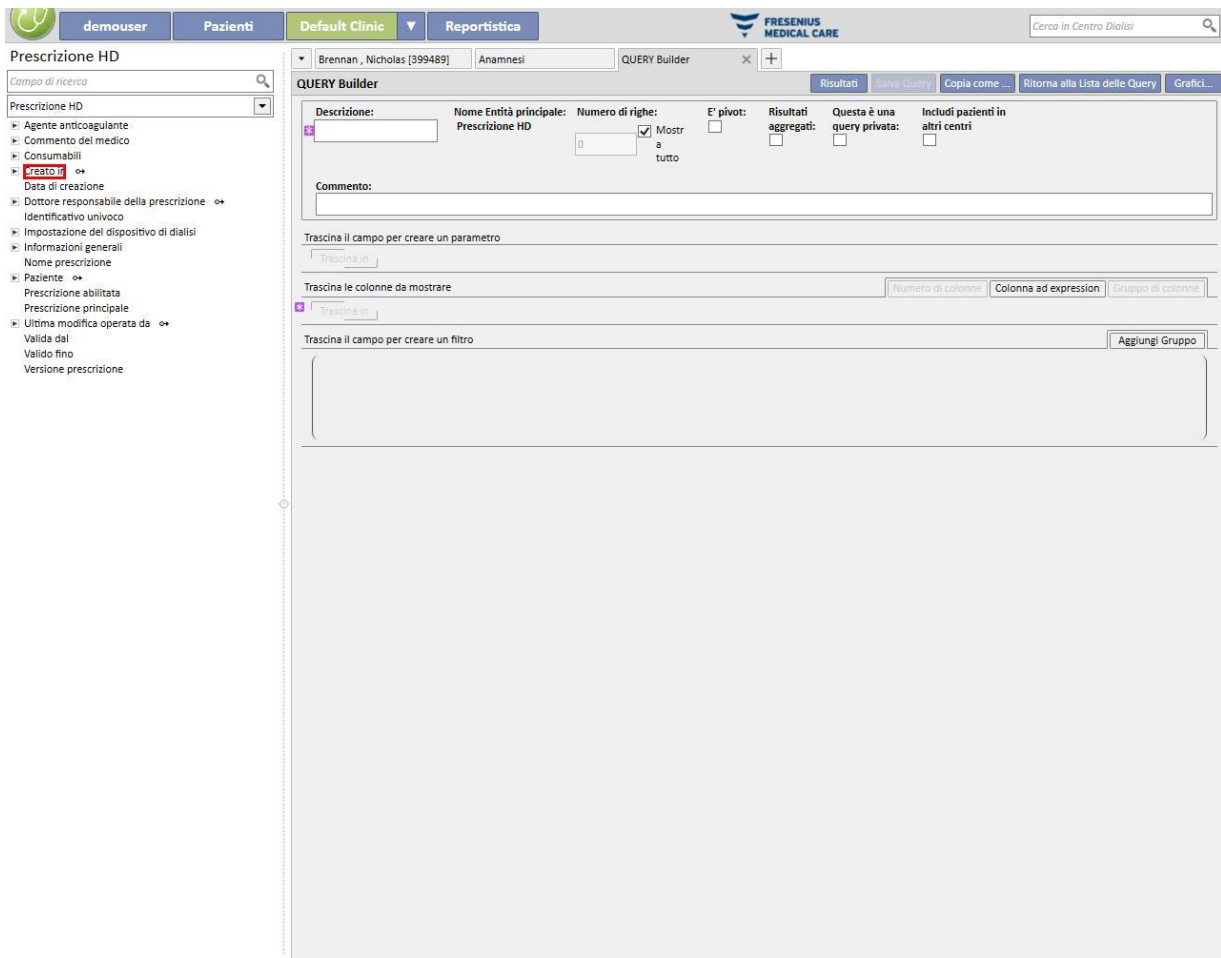 demouser
Pazienti
Default Clinic
Reportistica
FRESENIUS
MEDICAL CARE
Cerca in Centro Dialisi
Prescrizione HD
Campo di ricerca
Prescrizione HD
Agente anticoagulante
Commento del medico
Consumabili
Creato in
Data di creazione
Dottore responsabile della prescrizione
Identificativo univoco
Impostazione del dispositivo di dialisi
Informazioni generali
Nome prescrizione
Paziente
Prescrizione abilitata
Prescrizione principale
Ultima modifica operata da
Valida dal
Valido fino
Versione prescrizione
Brennan , Nicholas [399489]
Anamnesi
QUERY Builder
QUERY Builder
Risultati
Salva Query
Copia come ...
Ritorna alla Lista delle Query
Grafici...
Descrizione:
Nome Entità principale:
Prescrizione HD
Numero di righe:
0
Mostr
a
tutto
E' pivot:
Risultati
aggregati:
Questa è una
query privata:
Includi pazienti in
altri centri
Commento:
Trascina il campo per creare un parametro
Trascina in
Trascina le colonne da mostrare
Numero di colonne
Colonna ad expression
Gruppo di colonne
Trascina in
Trascina il campo per creare un filtro
Aggiungi Gruppo